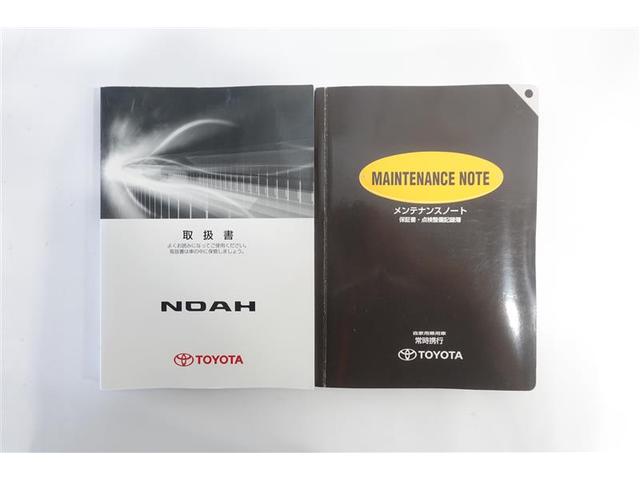 取扱書
よくお読みになってご使用ください。
取扱書は車の中に保管しましょう。
NOAH
TOYOTA
MAINTENANCE NOTE
メンテナンスノート
保証書・点検整備記録簿
自家用乗用車
常時携行
TOYOTA